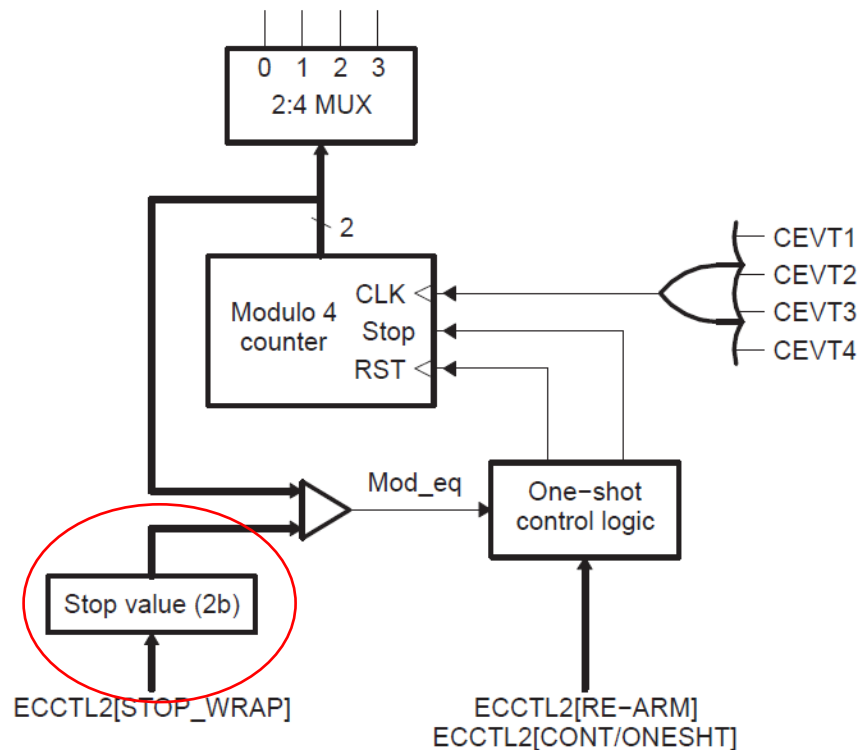 0 1 2 3
2:4 MUX
2
CLK
Modulo 4
counter
Stop
RST
CEVT1
CEVT2
CEVT3
CEVT4
Mod_eq
One−shot
control logic
Stop value (2b)
ECCTL2[STOP_WRAP]
ECCTL2[RE−ARM]
ECCTL2[CONT/ONESHT]